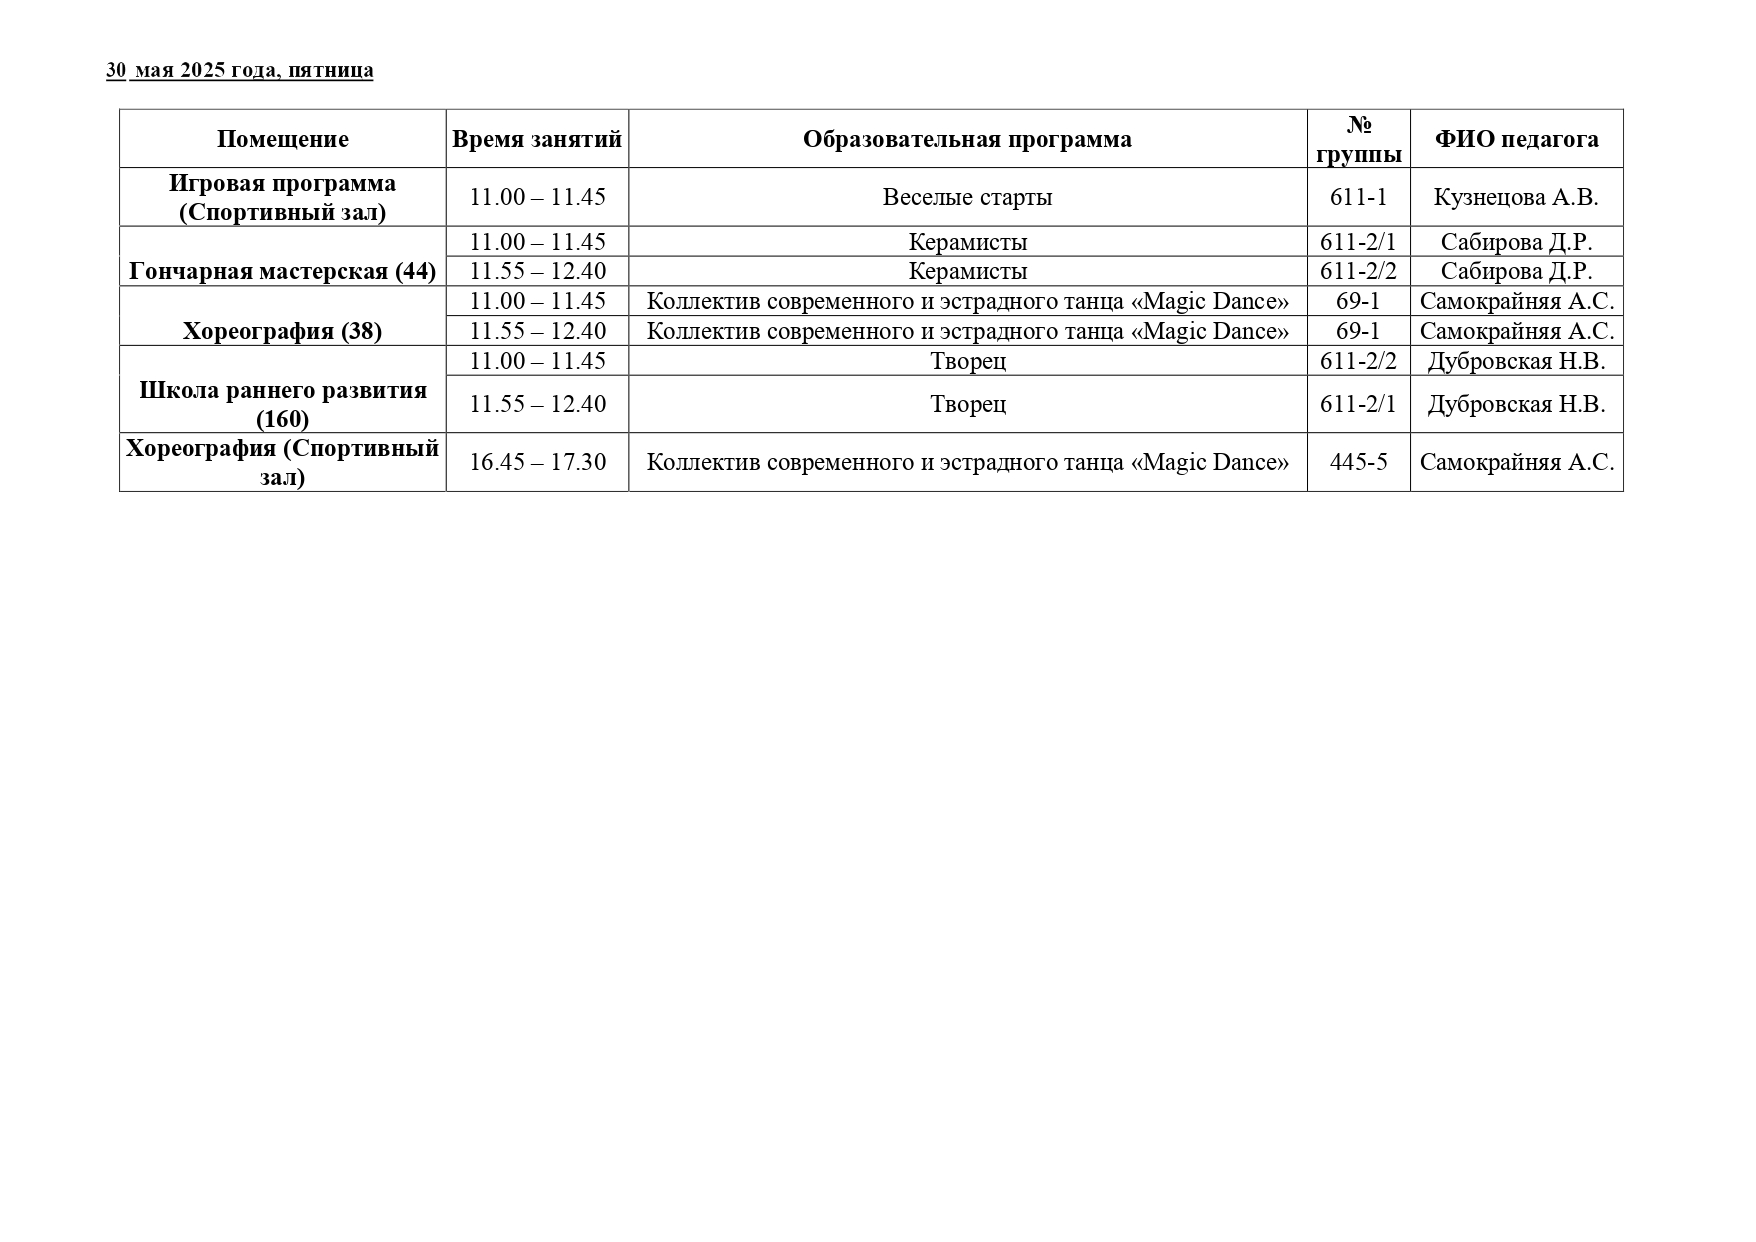 30 мая 2025 года, пятница
Помещение Время занятий Образовательная программа № группы ФИО педагога
Игровая программа
(Спортивный зал) 11.00 – 11.45 Веселые старты 611-1 Кузнецова А.В.
11.00 – 11.45 Керамисты 611-2/1 Сабирова Д.Р.
Гончарная мастерская (44) 11.55 – 12.40 Керамисты 611-2/2 Сабирова Д.Р.
11.00 – 11.45 Коллектив современного и эстрадного танца «Magic Dance» 69-1 Самокрайняя А.С.
Хореография (38) 11.55 – 12.40 Коллектив современного и эстрадного танца «Magic Dance» 69-1 Самокрайняя А.С.
11.00 – 11.45 Творец 611-2/2 Дубровская Н.В.
Школа раннего развития
(160) 11.55 – 12.40 Творец 611-2/1 Дубровская Н.В.
Хореография (Спортивный
зал) 16.45 – 17.30 Коллектив современного и эстрадного танца «Magic Dance» 445-5 Самокрайняя А.С.